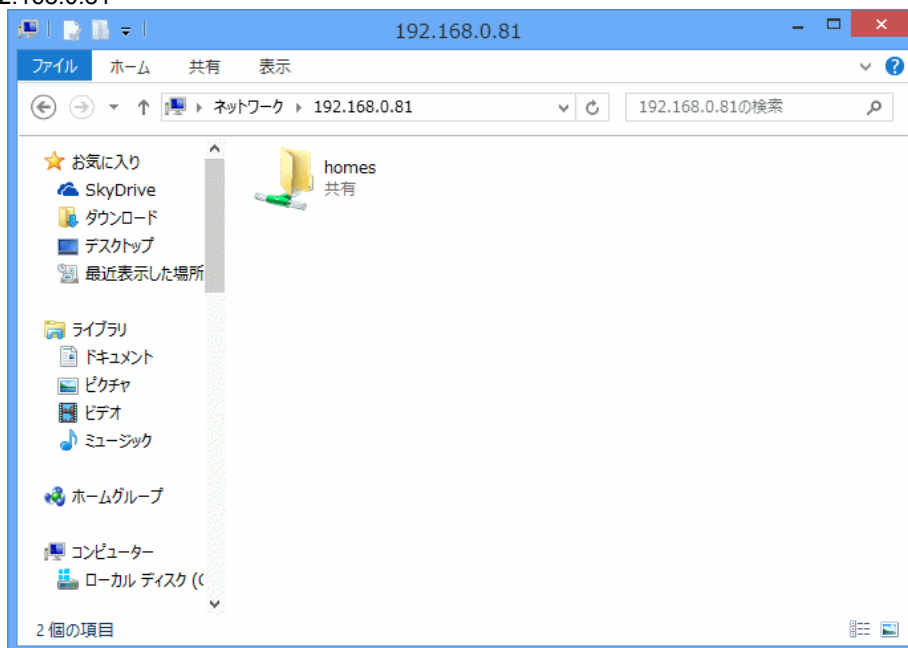 192.168.0.81
ファイル ホーム 共有 表示
ネットワーク 192.168.0.81 192.168.0.81の検索
お気に入り
SkyDrive
ダウンロード
デスクトップ
最近表示した場所
ライブラリ
ドキュメント
ピクチャ
ビデオ
ミュージック
ホームグループ
コンピューター
ローカル ディスク (C
homes
共有
2 個の項目